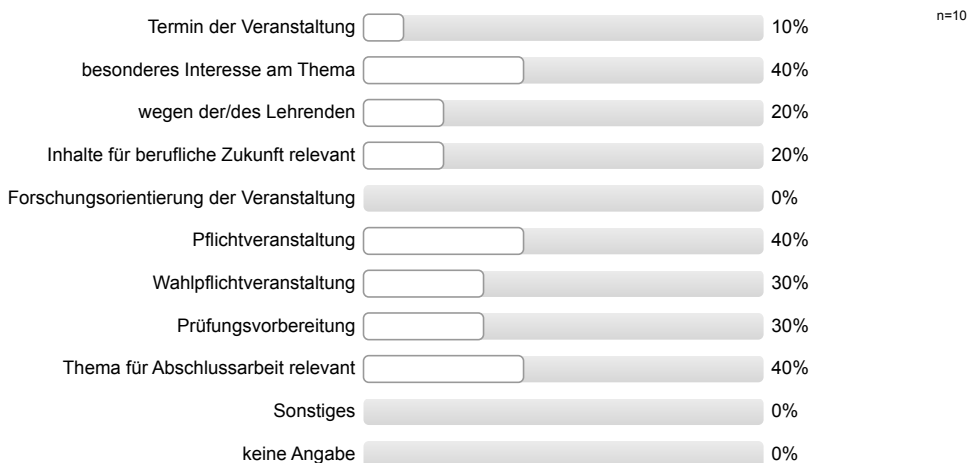 n=10
Termin der Veranstaltung 10%
besonderes Interesse am Thema 40%
wegen der/des Lehrenden 20%
Inhalte für berufliche Zukunft relevant 20%
Forschungsorientierung der Veranstaltung 0%
Pflichtveranstaltung 40%
Wahlpflichtveranstaltung 30%
Prüfungsvorbereitung 30%
Thema für Abschlussarbeit relevant 40%
Sonstiges 0%
keine Angabe 0%